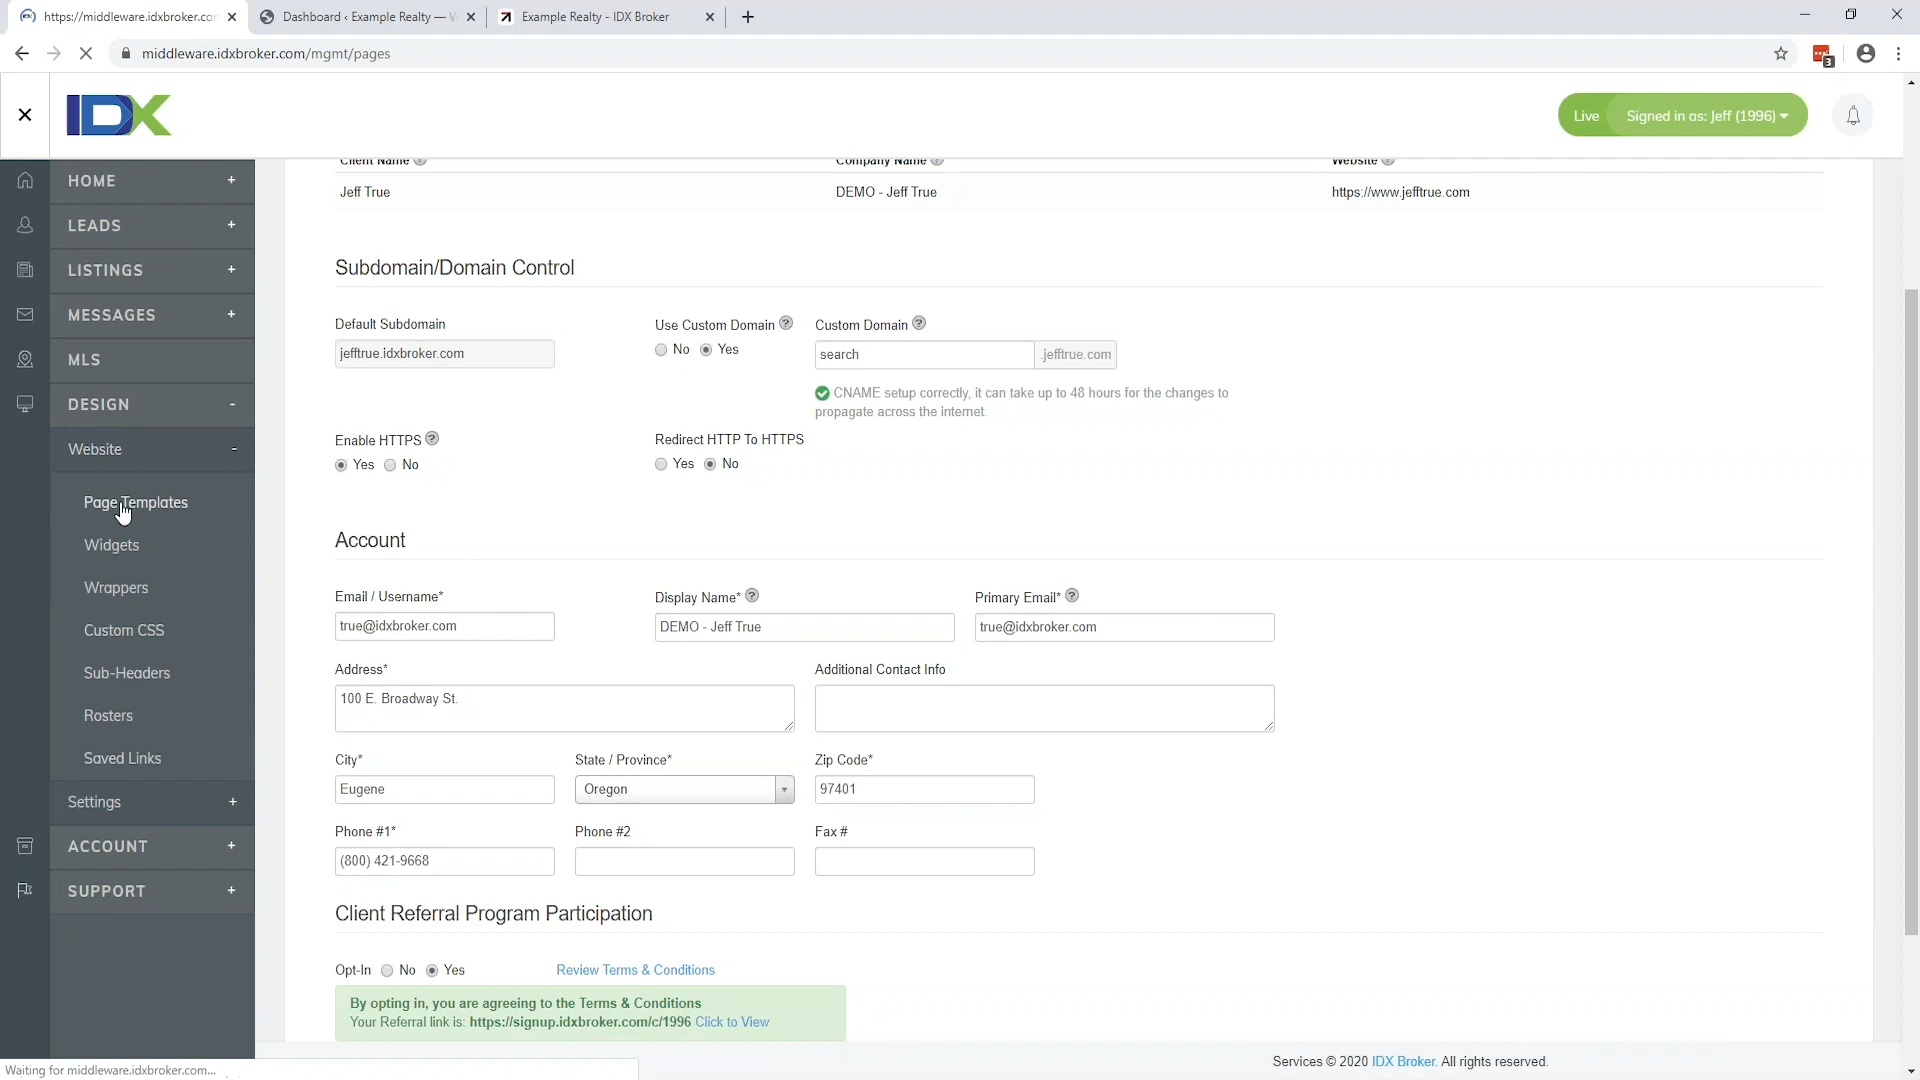 https://middleware.idxbroker.com
Dashboard ‹ Example Realty — W
Example Realty - IDX Broker
middleware.idxbroker.com/mgmt/pages
3
IDX
Live
Signed in as: Jeff (1996)
HOME +
LEADS +
LISTINGS +
MESSAGES +
MLS
DESIGN -
Website -
Page Templates
Widgets
Wrappers
Custom CSS
Sub-Headers
Rosters
Saved Links
Settings +
ACCOUNT +
SUPPORT +
Client Name ? Company Name ? Website ?
Jeff True DEMO - Jeff True https://www.jefftrue.com
Subdomain/Domain Control
Default Subdomain Use Custom Domain ? Custom Domain ?
jefftrue.idxbroker.com No Yes search .jefftrue.com
CNAME setup correctly, it can take up to 48 hours for the changes to
propagate across the internet.
Enable HTTPS ? Redirect HTTP To HTTPS
Yes No Yes No
Account
Email / Username* Display Name* ? Primary Email* ?
true@idxbroker.com DEMO - Jeff True true@idxbroker.com
Address* Additional Contact Info
100 E. Broadway St.
City* State / Province* Zip Code*
Eugene Oregon 97401
Phone #1* Phone #2 Fax #
(800) 421-9668
Client Referral Program Participation
Opt-In No Yes Review Terms & Conditions
By opting in, you are agreeing to the Terms & Conditions
Your Referral link is: https://signup.idxbroker.com/c/1996 Click to View
Services © 2020 IDX Broker. All rights reserved.
Waiting for middleware.idxbroker.com...